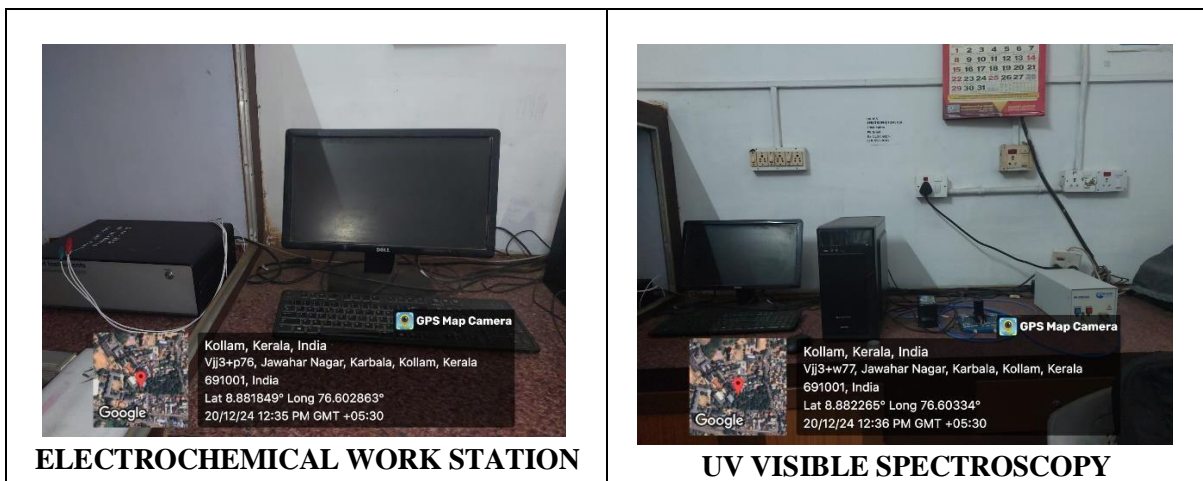 DELL
GPS Map Camera
Google
Kollam, Kerala, India
Vjj3+p76, Jawahar Nagar, Karbala, Kollam, Kerala
691001, India
Lat 8.881849° Long 76.602863°
20/12/24 12:35 PM GMT +05:30
ELECTROCHEMICAL WORK STATION
1 2 3 4 5 6 7
8 9 10 11 12 13 14
15 16 17 18 19 20 21
22 23 24 25 26 27 28
29 30 31
GPS Map Camera
Google
Kollam, Kerala, India
Vjj3+w77, Jawahar Nagar, Karbala, Kollam, Kerala
691001, India
Lat 8.882265° Long 76.60334°
20/12/24 12:36 PM GMT +05:30
UV VISIBLE SPECTROSCOPY